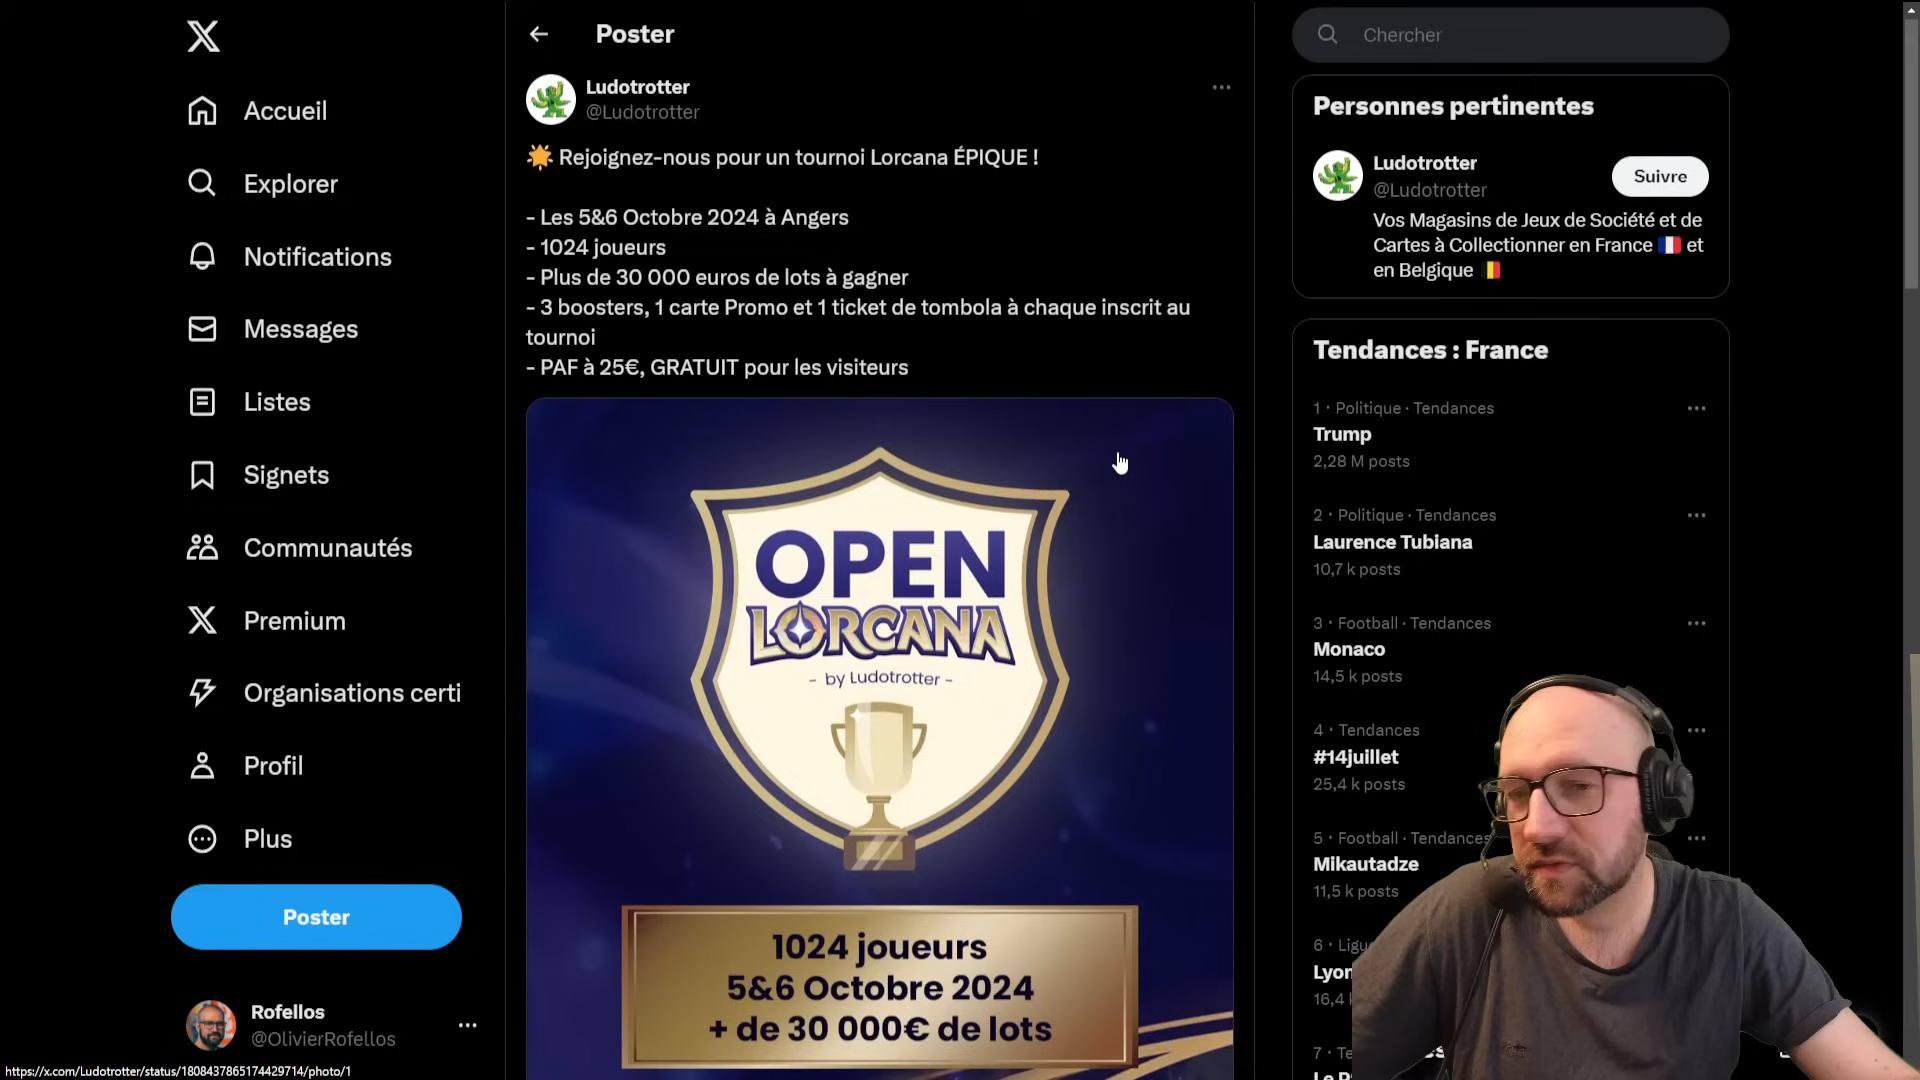 Accueil
Explorer
Notifications
Messages
Listes
Signets
Communautés
Premium
Organisations certi
Profil
Plus
Poster
Rofellos
@OlivierRofellos
https://x.com/Ludotrotter/status/1808437865174429714/photo/1
Poster
Ludotrotter
@Ludotrotter
Rejoignez-nous pour un tournoi Lorcana ÉPIQUE !
- Les 5&6 Octobre 2024 à Angers
- 1024 joueurs
- Plus de 30 000 euros de lots à gagner
- 3 boosters, 1 carte Promo et 1 ticket de tombola à chaque inscrit au
tournoi
- PAF à 25€, GRATUIT pour les visiteurs
OPEN
LORCANA
- by Ludotrotter -
1024 joueurs
5&6 Octobre 2024
+ de 30 000€ de lots
Chercher
Personnes pertinentes
Ludotrotter
@Ludotrotter
Suivre
Vos Magasins de Jeux de Société et de
Cartes à Collectionner en France 🇫🇷 et
en Belgique 🇧🇪
Tendances : France
1 · Politique · Tendances
Trump
2,28 M posts
2 · Politique · Tendances
Laurence Tubiana
10,7 k posts
3 · Football · Tendances
Monaco
14,5 k posts
4 · Tendances
#14juillet
25,4 k posts
5 · Football · Tendances
Mikautadze
11,5 k posts
6 · Ligu
Lyon
16,4
7 · Te